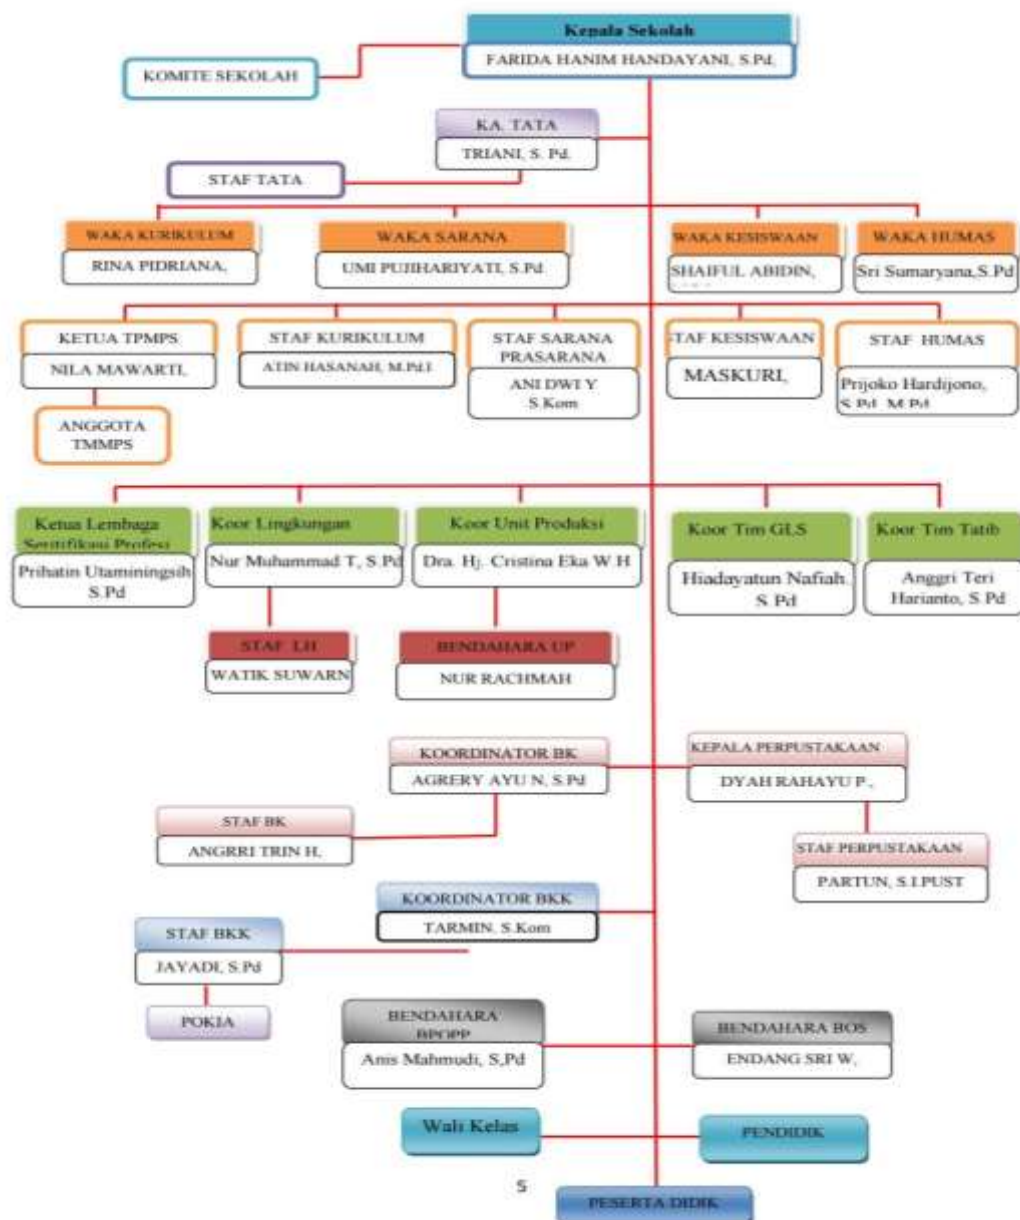 Kepala Sekolah
FARIDA HANIM HANDAYANI, S.Pd,
KOMITE SEKOLAH
KA. TATA
TRIANI, S. Pd.
STAF TATA
WAKA KURIKULUM
RINA PIDRIANA,
WAKA SARANA
UMI PUJIHARIYATI, S.Pd.
WAKA KESISWAAN
SHAIFUL ABIDIN,
WAKA HUMAS
Sri Sumaryana,S.Pd
KETUA TPMPS
NILA MAWARTI,
ANGGOTA
TMMPS
STAF KURIKULUM
ATIN HASANAH, M.Pd.I
STAF SARANA
PRASARANA
ANI DWI Y
S.Kom
STAF KESISWAAN
MASKURI,
STAF HUMAS
Prijoko Hardijono,
S.Pd, M.Pd
Ketua Lembaga
Seritifikasi Profesi
Prihatin Utaminingsih
S.Pd
Koor Lingkungan
Nur Muhammad T, S.Pd
STAF LH
WATIK SUWARN
Koor Unit Produksi
Dra. Hj. Cristina Eka W.H
BENDAHARA UP
NUR RACHMAH
Koor Tim GLS
Hiadayatun Nafiah.
S.Pd
Koor Tim Tatib
Anggri Teri
Harianto, S.Pd
KOORDINATOR BK
AGRERY AYU N, S.Pd
KEPALA PERPUSTAKAAN
DYAH RAHAYU P.,
STAF BK
ANGRRI TRIN H,
STAF PERPUSTAKAAN
PARTUN, S.I.PUST
KOORDINATOR BKK
TARMIN. S.Kom
STAF BKK
JAYADI, S.Pd
POKJA
BENDAHARA
BPOPP
Anis Mahmudi, S,Pd
BENDAHARA BOS
ENDANG SRI W,
Wali Kelas
PENDIDIK
5
PESERTA DIDIK